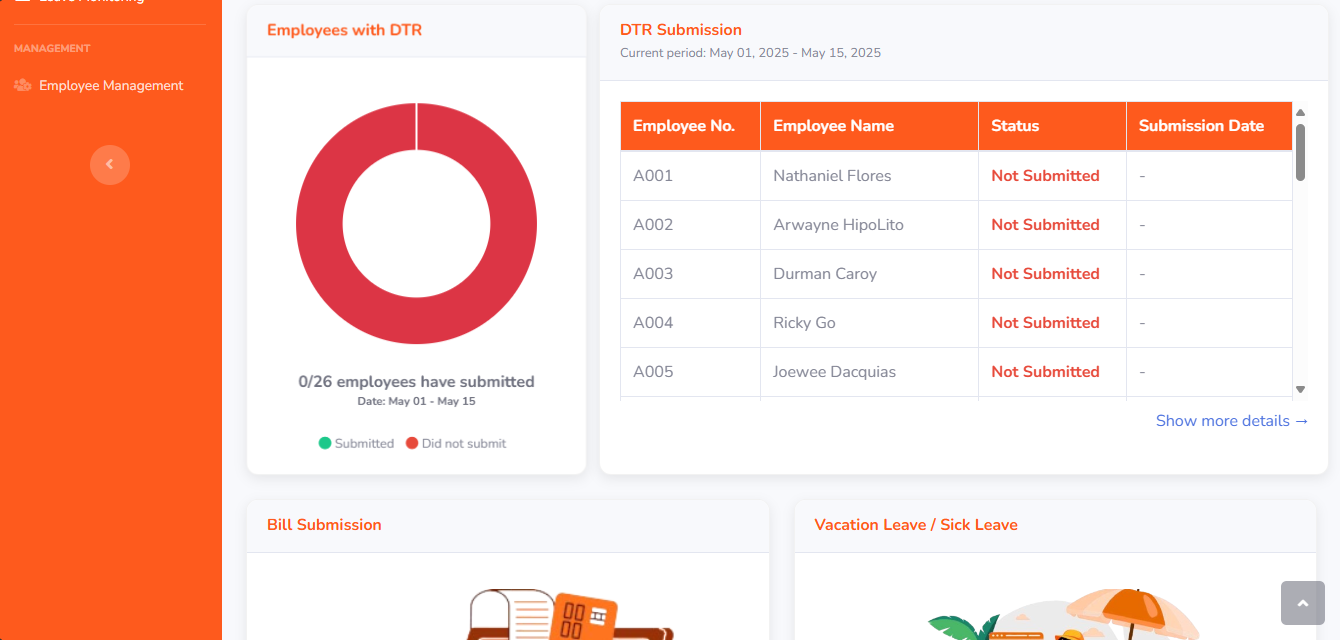 Leave Monitoring
MANAGEMENT
Employee Management
Employees with DTR
0/26 employees have submitted
Date: May 01 - May 15
Submitted Did not submit
DTR Submission
Current period: May 01, 2025 - May 15, 2025
Employee No. Employee Name Status Submission Date
A001 Nathaniel Flores Not Submitted -
A002 Arwayne HipoLito Not Submitted -
A003 Durman Caroy Not Submitted -
A004 Ricky Go Not Submitted -
A005 Joewee Dacquias Not Submitted -
Show more details →
Bill Submission
Vacation Leave / Sick Leave